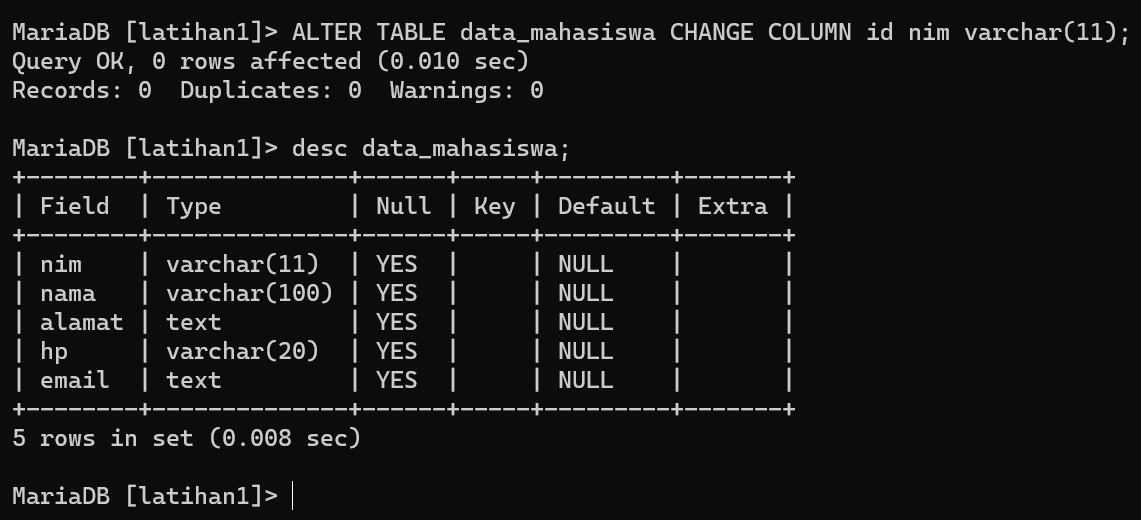 MariaDB [latihan1]> ALTER TABLE data_mahasiswa CHANGE COLUMN id nim varchar(11);
Query OK, 0 rows affected (0.010 sec)
Records: 0  Duplicates: 0  Warnings: 0

MariaDB [latihan1]> desc data_mahasiswa;
+--------+--------------+------+-----+---------+-------+
| Field  | Type         | Null | Key | Default | Extra |
+--------+--------------+------+-----+---------+-------+
| nim    | varchar(11)  | YES  |     | NULL    |       |
| nama   | varchar(100) | YES  |     | NULL    |       |
| alamat | text         | YES  |     | NULL    |       |
| hp     | varchar(20)  | YES  |     | NULL    |       |
| email  | text         | YES  |     | NULL    |       |
+--------+--------------+------+-----+---------+-------+
5 rows in set (0.008 sec)

MariaDB [latihan1]>